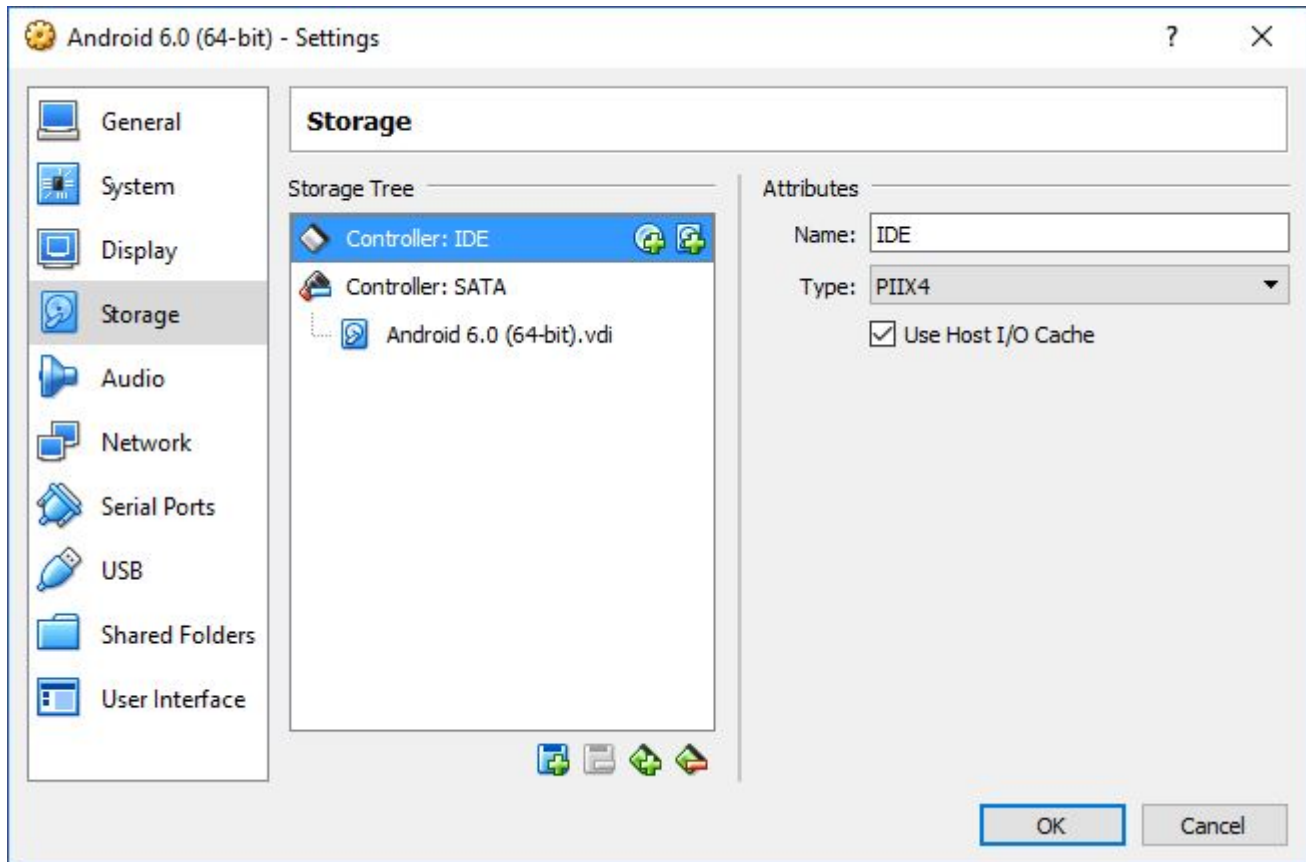 Android 6.0 (64-bit) - Settings
?
General
System
Display
Storage
Audio
Network
Serial Ports
USB
Shared Folders
User Interface
Storage
Storage Tree
Controller: IDE
Controller: SATA
Android 6.0 (64-bit).vdi
Attributes
Name: IDE
Type: PIIX4
Use Host I/O Cache
OK Cancel